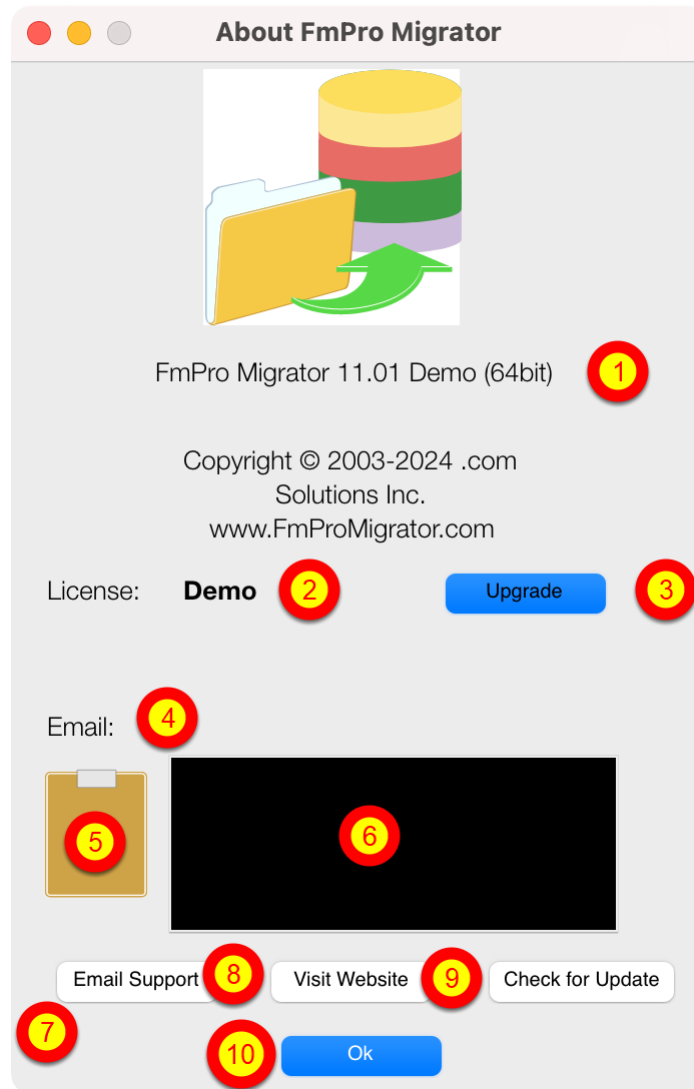 About FmPro Migrator
FmPro Migrator 11.01 Demo (64bit) 1
Copyright © 2003-2024 .com
Solutions Inc.
www.FmProMigrator.com
License: Demo 2 Upgrade 3
Email: 4
5 6
Email Support 8 Visit Website 9 Check for Update
7
10 Ok